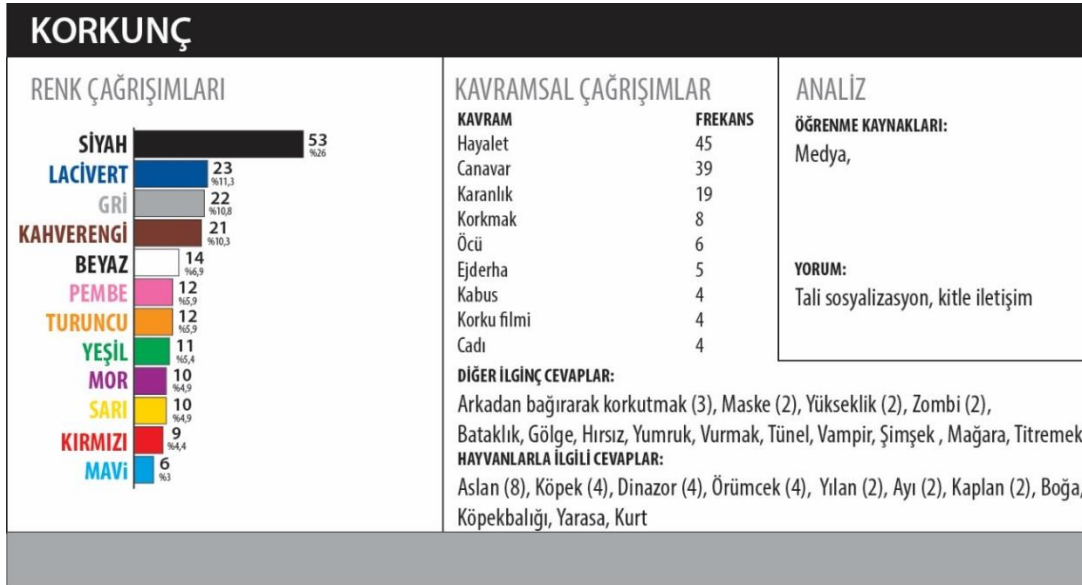 KORKUNÇ
RENK ÇAĞRIŞIMLARI
SİYAH 53 %26
LACİVERT 23 %11,3
GRİ 22 %10,8
KAHVERENGİ 21 %10,3
BEYAZ 14 %6,9
PEMBE 12 %5,9
TURUNCU 12 %5,9
YEŞİL 11 %5,4
MOR 10 %4,9
SARI 10 %4,9
KIRMIZI 9 %4,4
MAVi 6 %3
KAVRAMSAL ÇAĞRIŞIMLAR
KAVRAM FREKANS
Hayalet 45
Canavar 39
Karanlık 19
Korkmak 8
Öcü 6
Ejderha 5
Kabus 4
Korku filmi 4
Cadı 4
DİĞER İLGİNÇ CEVAPLAR:
Arkadan bağırarak korkutmak (3), Maske (2), Yükseklik (2), Zombi (2),
Bataklık, Gölge, Hırsız, Yumruk, Vurmak, Tünel, Vampir, Şimşek , Mağara, Titremek
HAYVANLARLA İLGİLİ CEVAPLAR:
Aslan (8), Köpek (4), Dinazor (4), Örümcek (4), Yılan (2), Ayı (2), Kaplan (2), Boğa,
Köpekbalığı, Yarasa, Kurt
ANALİZ
ÖĞRENME KAYNAKLARI:
Medya,
YORUM:
Tali sosyalizasyon, kitle iletişim